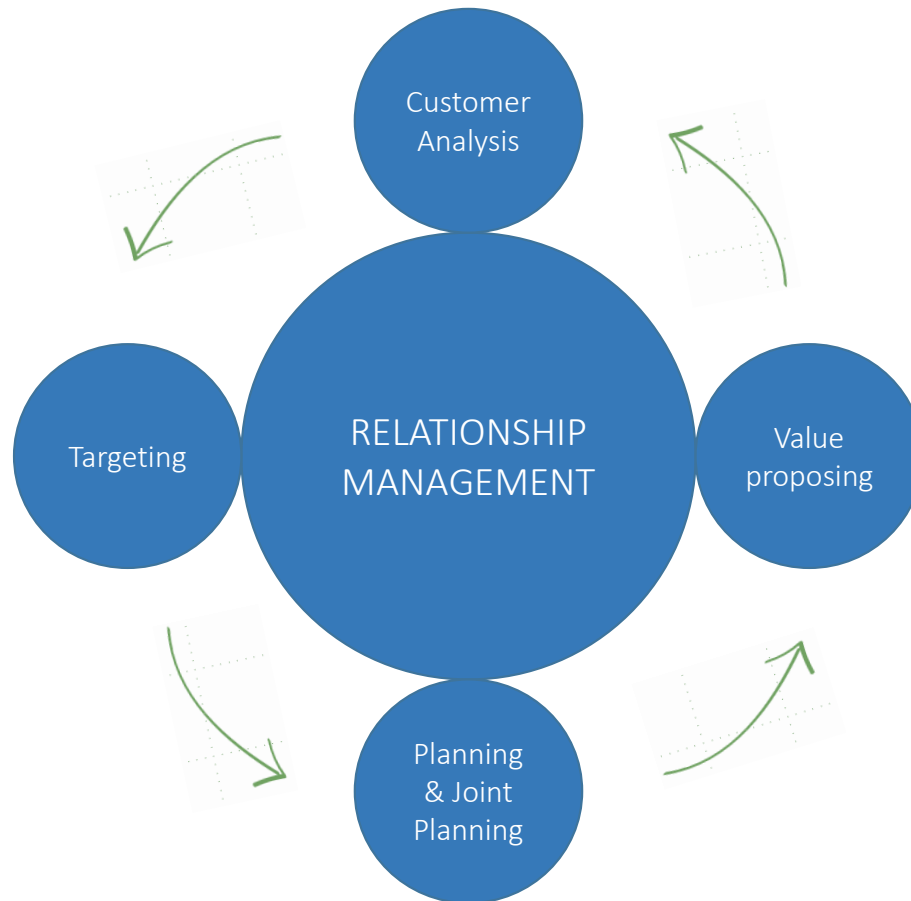 Customer
Analysis
RELATIONSHIP
MANAGEMENT
Targeting
Value
proposing
Planning
& Joint
Planning